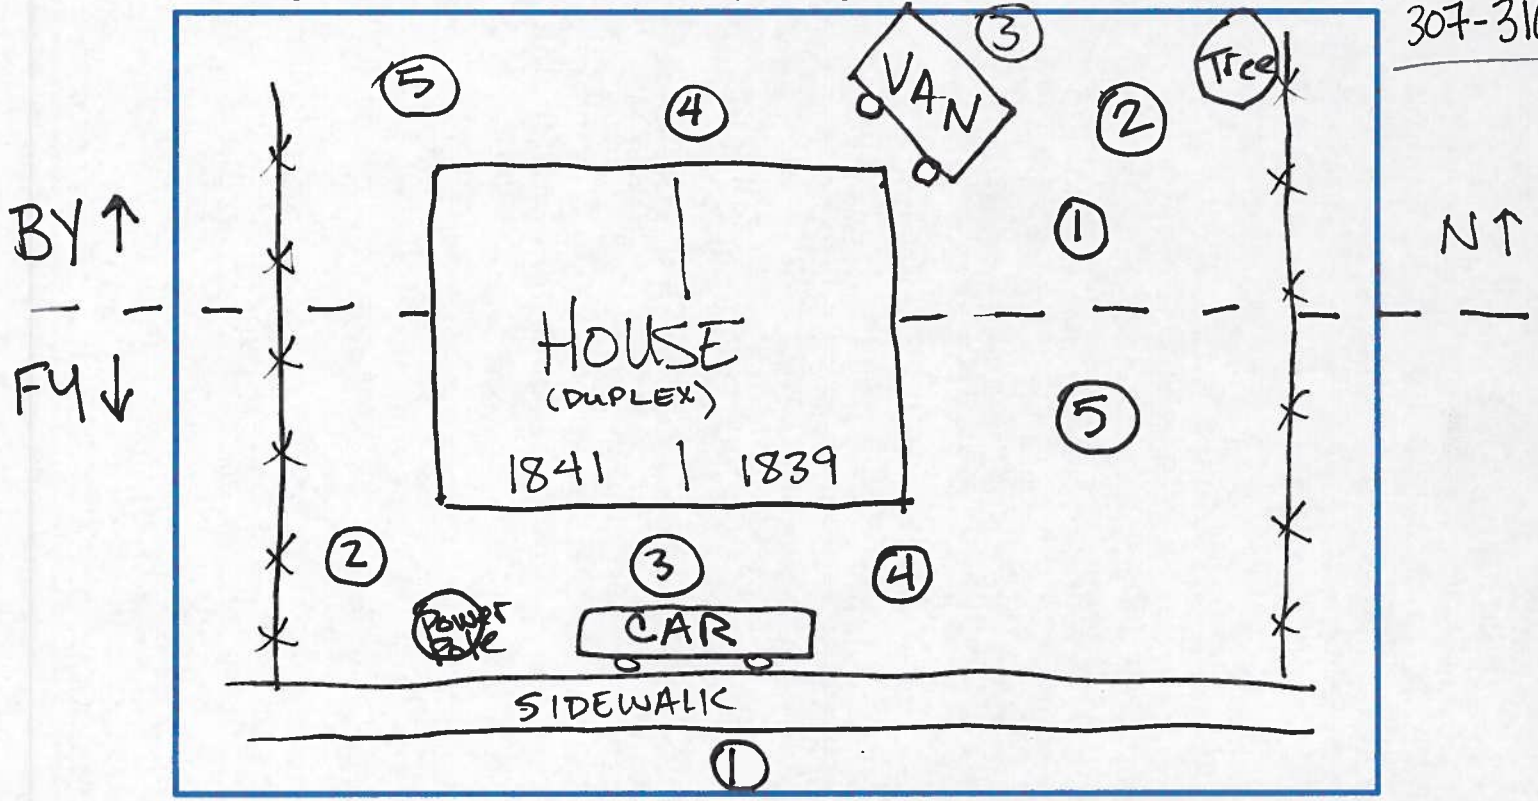 307-310
③
⑤
VAN
Tree
④
②
BY ↑
①
N ↑
HOUSE
(DUPLEX)
FY ↓
⑤
1841 | 1839
②
③
④
Power
Pole
CAR
SIDEWALK
①